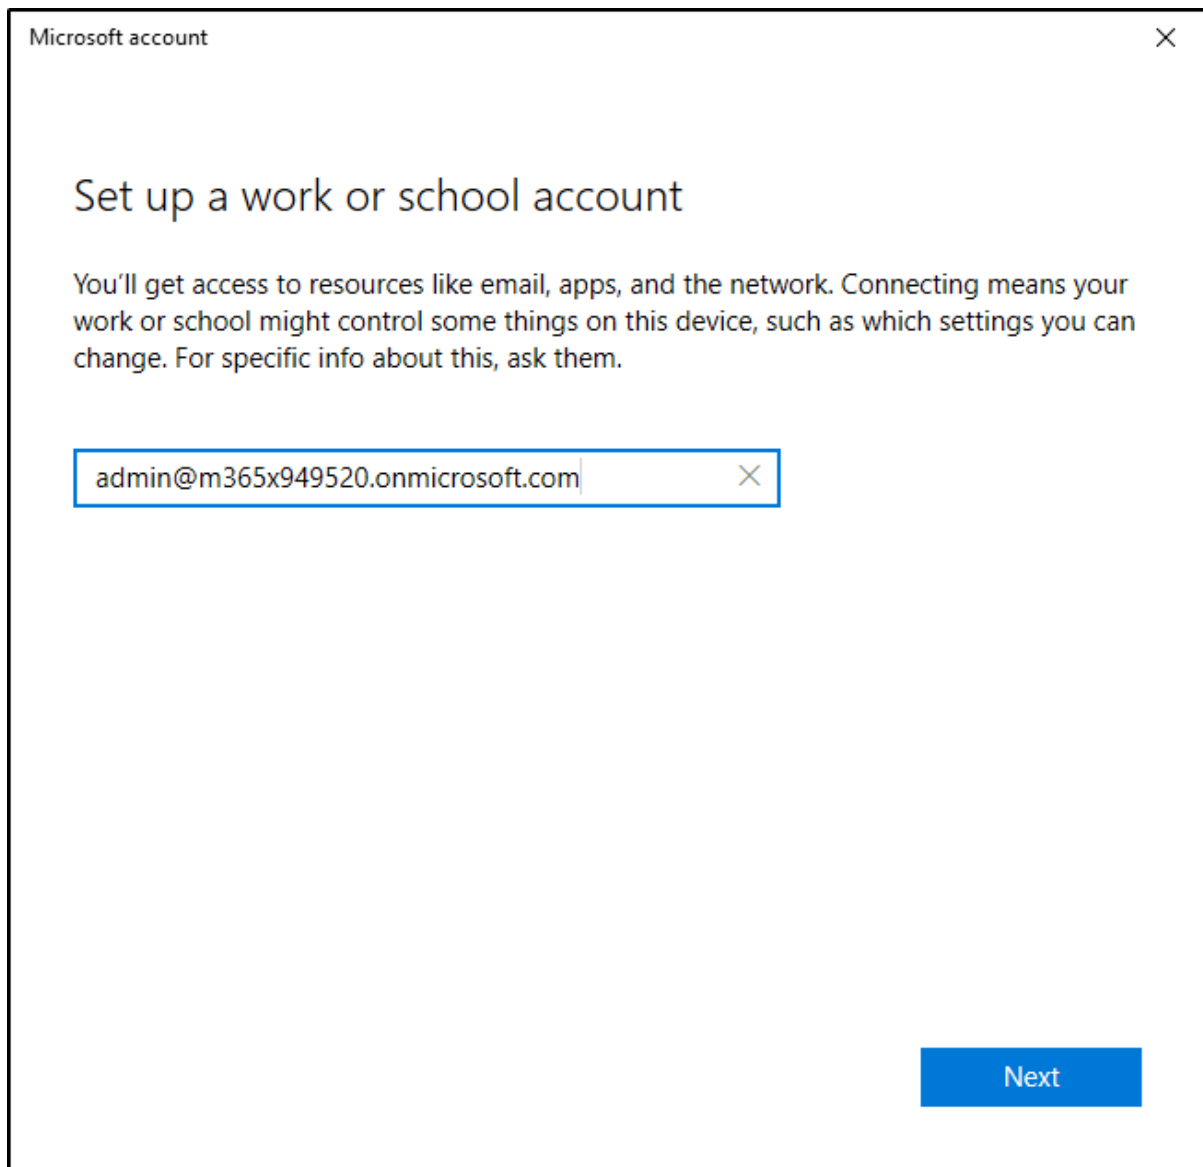 Microsoft account
Set up a work or school account
You’ll get access to resources like email, apps, and the network. Connecting means your
work or school might control some things on this device, such as which settings you can
change. For specific info about this, ask them.
admin@m365x949520.onmicrosoft.com
Next